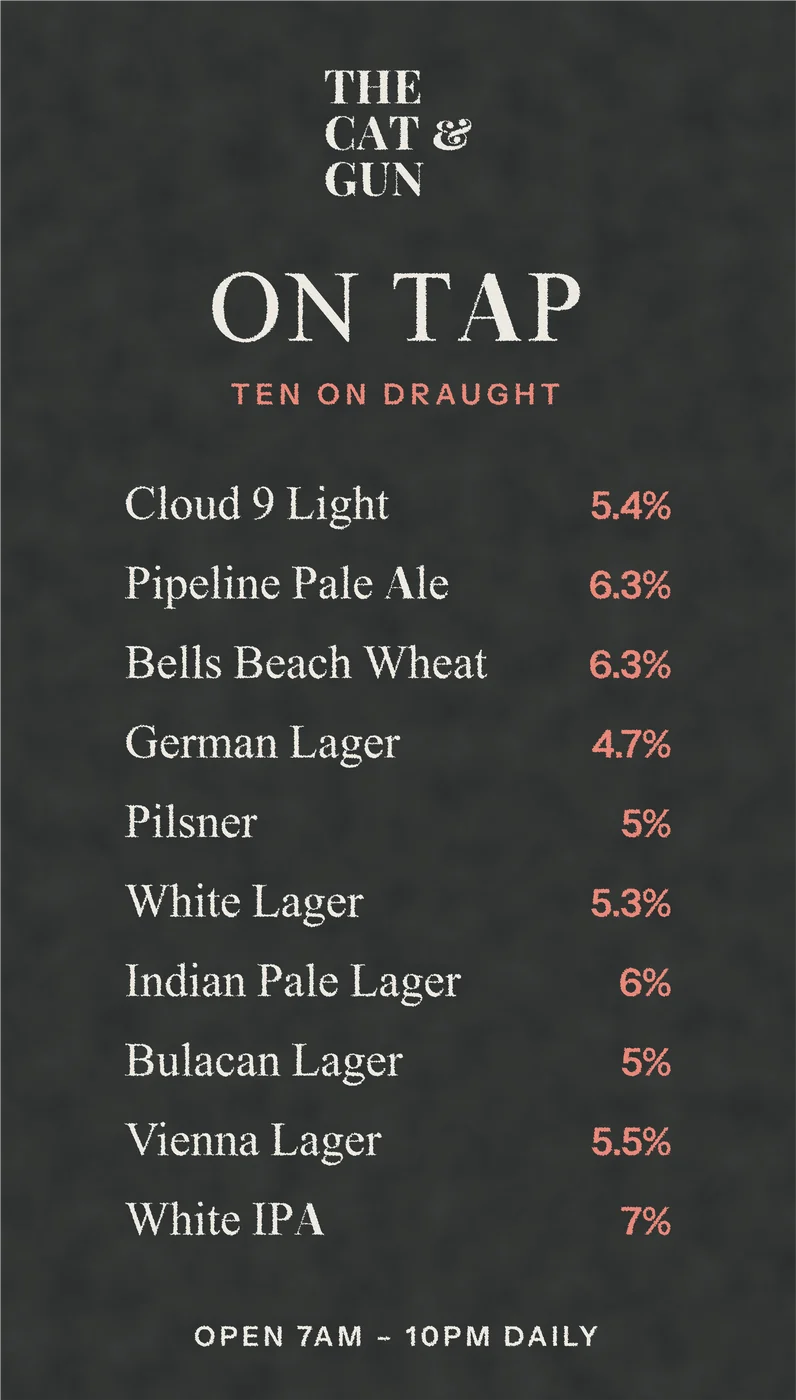 THE
CAT &
GUN
ON TAP
TEN ON DRAUGHT
Cloud 9 Light 5.4%
Pipeline Pale Ale 6.3%
Bells Beach Wheat 6.3%
German Lager 4.7%
Pilsner 5%
White Lager 5.3%
Indian Pale Lager 6%
Bulacan Lager 5%
Vienna Lager 5.5%
White IPA 7%
OPEN 7AM - 10PM DAILY